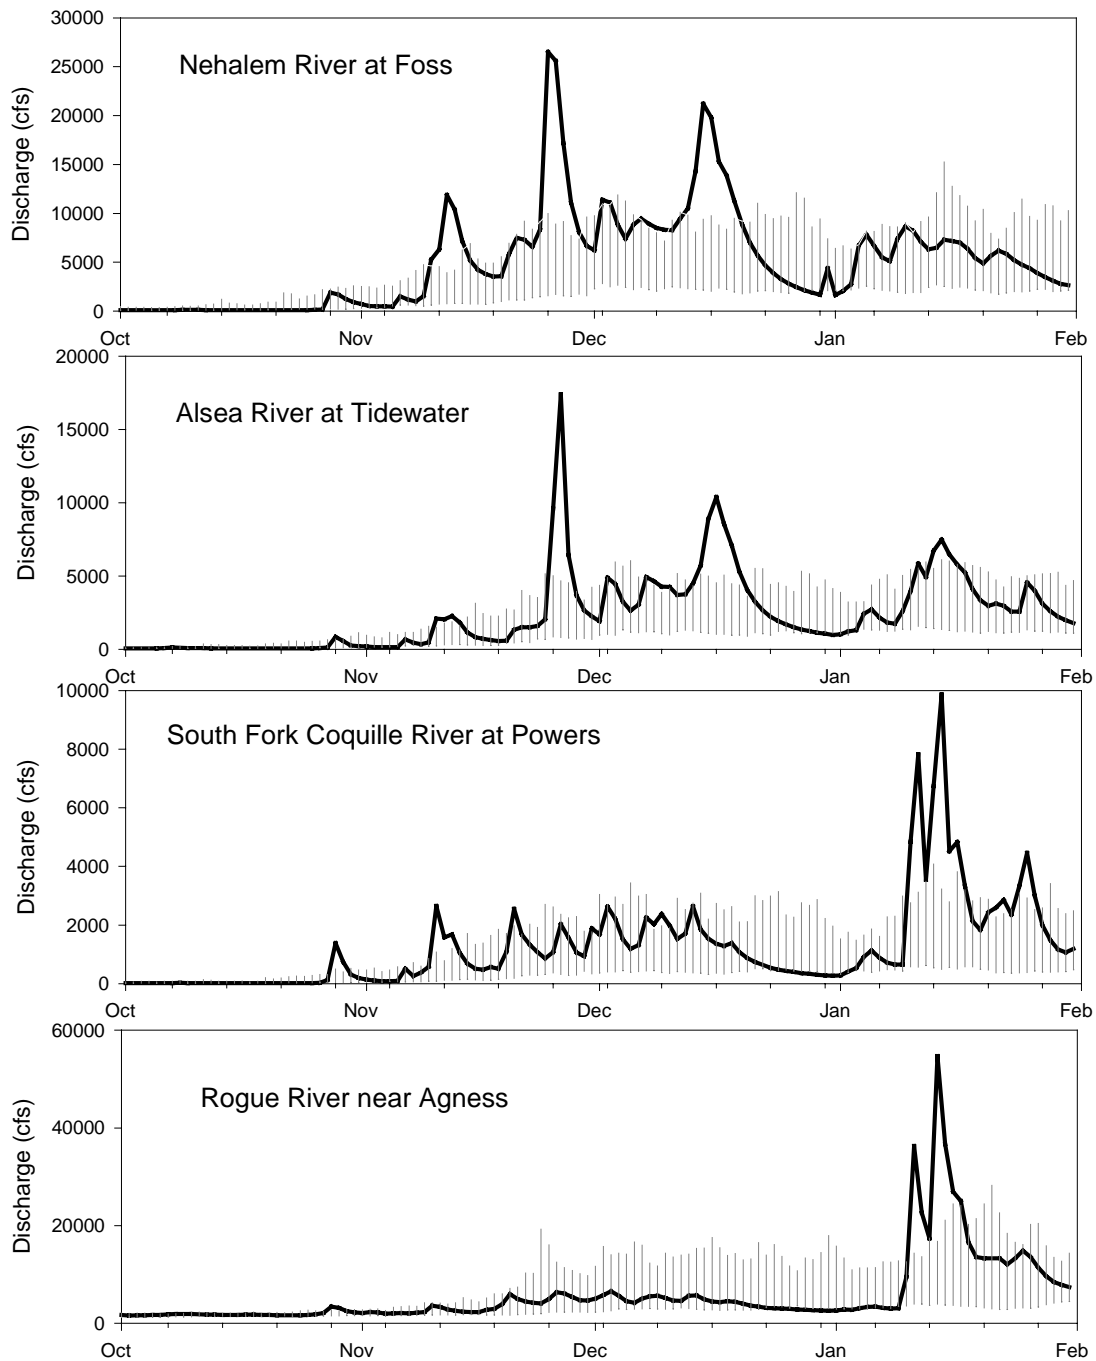 30000
Nehalem River at Foss
25000
20000
15000
10000
5000
0
Discharge (cfs)
Oct Nov Dec Jan Feb
20000
Alsea River at Tidewater
15000
10000
5000
0
Discharge (cfs)
Oct Nov Dec Jan Feb
10000
South Fork Coquille River at Powers
8000
6000
4000
2000
0
Discharge (cfs)
Oct Nov Dec Jan Feb
60000
Rogue River near Agness
40000
20000
0
Discharge (cfs)
Oct Nov Dec Jan Feb